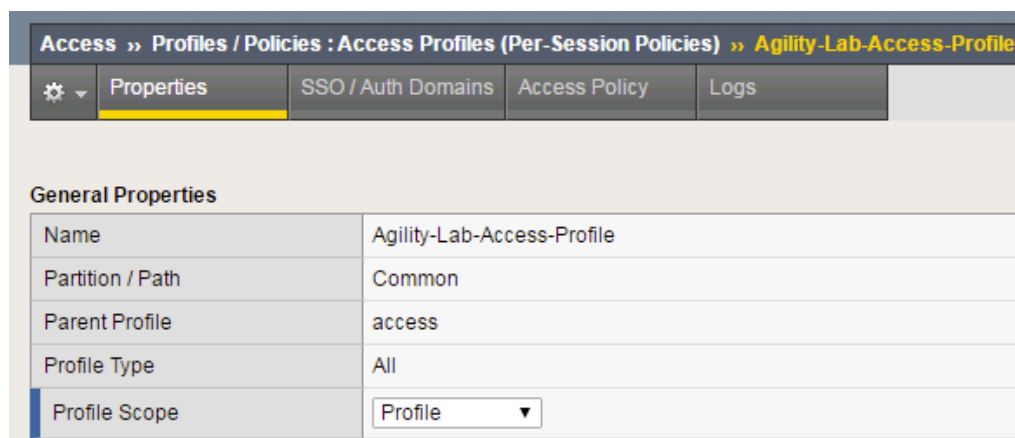 Access ›› Profiles / Policies : Access Profiles (Per-Session Policies) ›› Agility-Lab-Access-Profile
Properties SSO / Auth Domains Access Policy Logs
General Properties
Name Agility-Lab-Access-Profile
Partition / Path Common
Parent Profile access
Profile Type All
Profile Scope Profile